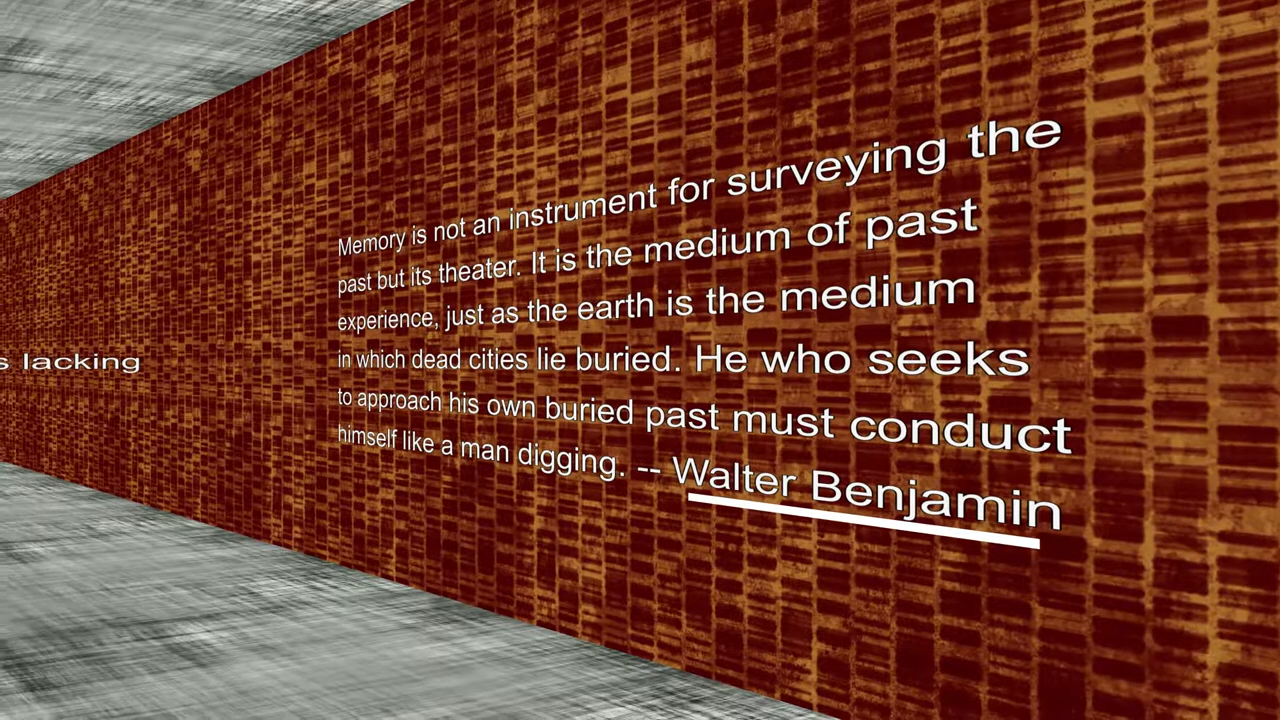 Memory is not an instrument for surveying the
past but its theater. It is the medium of past
experience, just as the earth is the medium
in which dead cities lie buried. He who seeks
to approach his own buried past must conduct
himself like a man digging. -- Walter Benjamin
s lacking